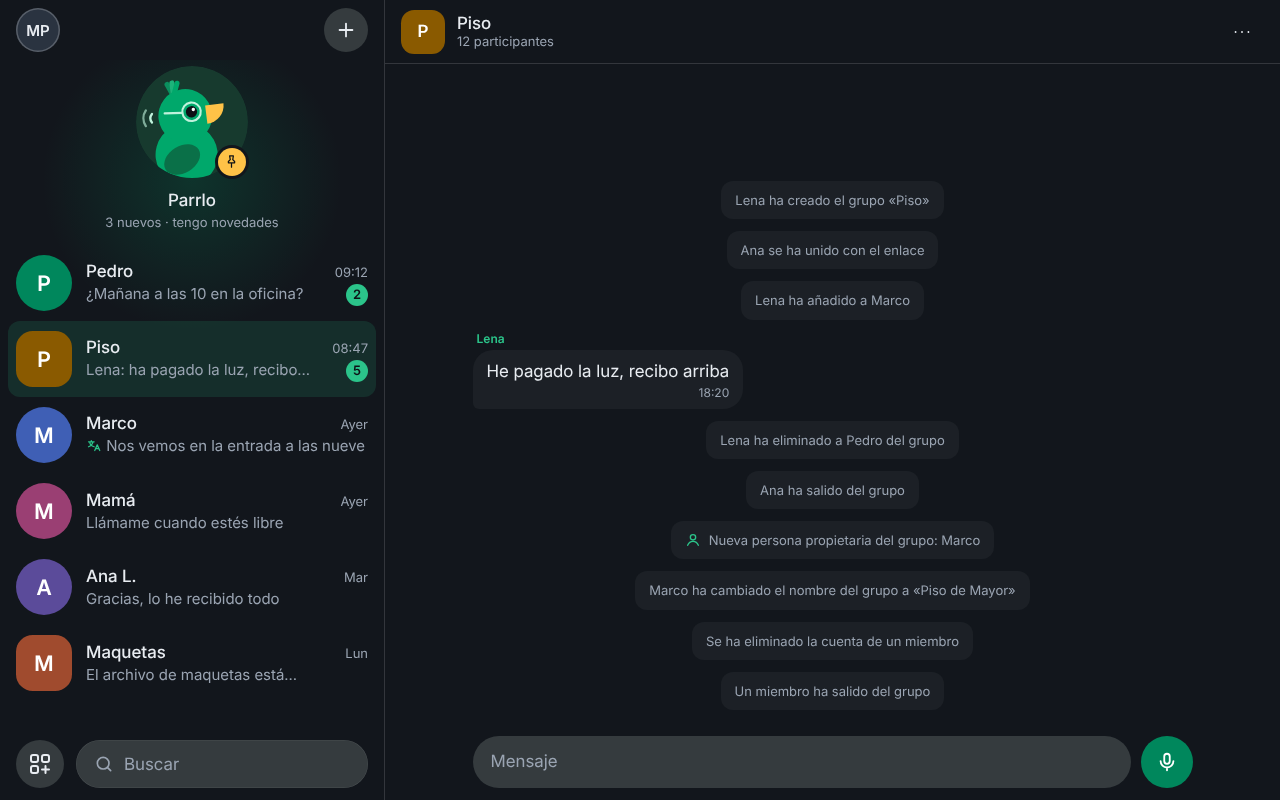 MP
Parrlo
3 nuevos · tengo novedades
P
Pedro
09:12
¿Mañana a las 10 en la oficina?
2
P
Piso
08:47
Lena: ha pagado la luz, recibo...
5
M
Marco
Ayer
Nos vemos en la entrada a las nueve
M
Mamá
Ayer
Llámame cuando estés libre
A
Ana L.
Mar
Gracias, lo he recibido todo
M
Maquetas
Lun
El archivo de maquetas está...
Buscar
P
Piso
12 participantes
Lena ha creado el grupo «Piso»
Ana se ha unido con el enlace
Lena ha añadido a Marco
Lena
He pagado la luz, recibo arriba
18:20
Lena ha eliminado a Pedro del grupo
Ana ha salido del grupo
Nueva persona propietaria del grupo: Marco
Marco ha cambiado el nombre del grupo a «Piso de Mayor»
Se ha eliminado la cuenta de un miembro
Un miembro ha salido del grupo
Mensaje